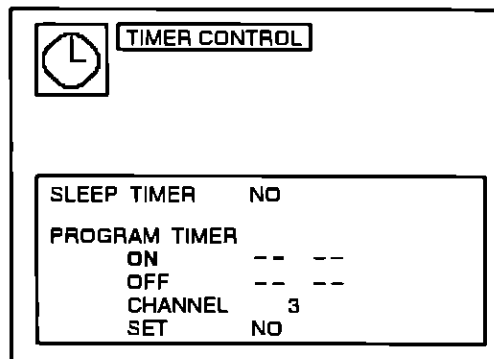 TIMER CONTROL
SLEEP TIMER NO
PROGRAM TIMER
ON -- --
OFF -- --
CHANNEL 3
SET NO